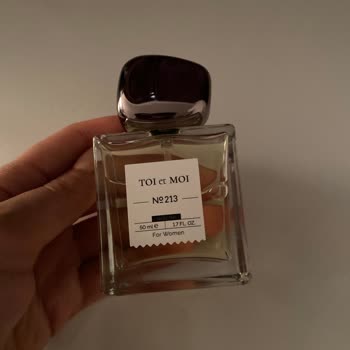 TOI et MOI
№213
50 ml e 1.7 FL. OZ.
For Women